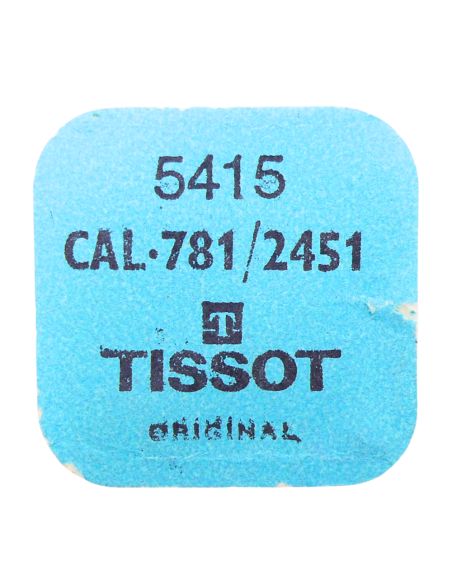 5415
CAL·781/2451
T
TISSOT
ORIGINAL